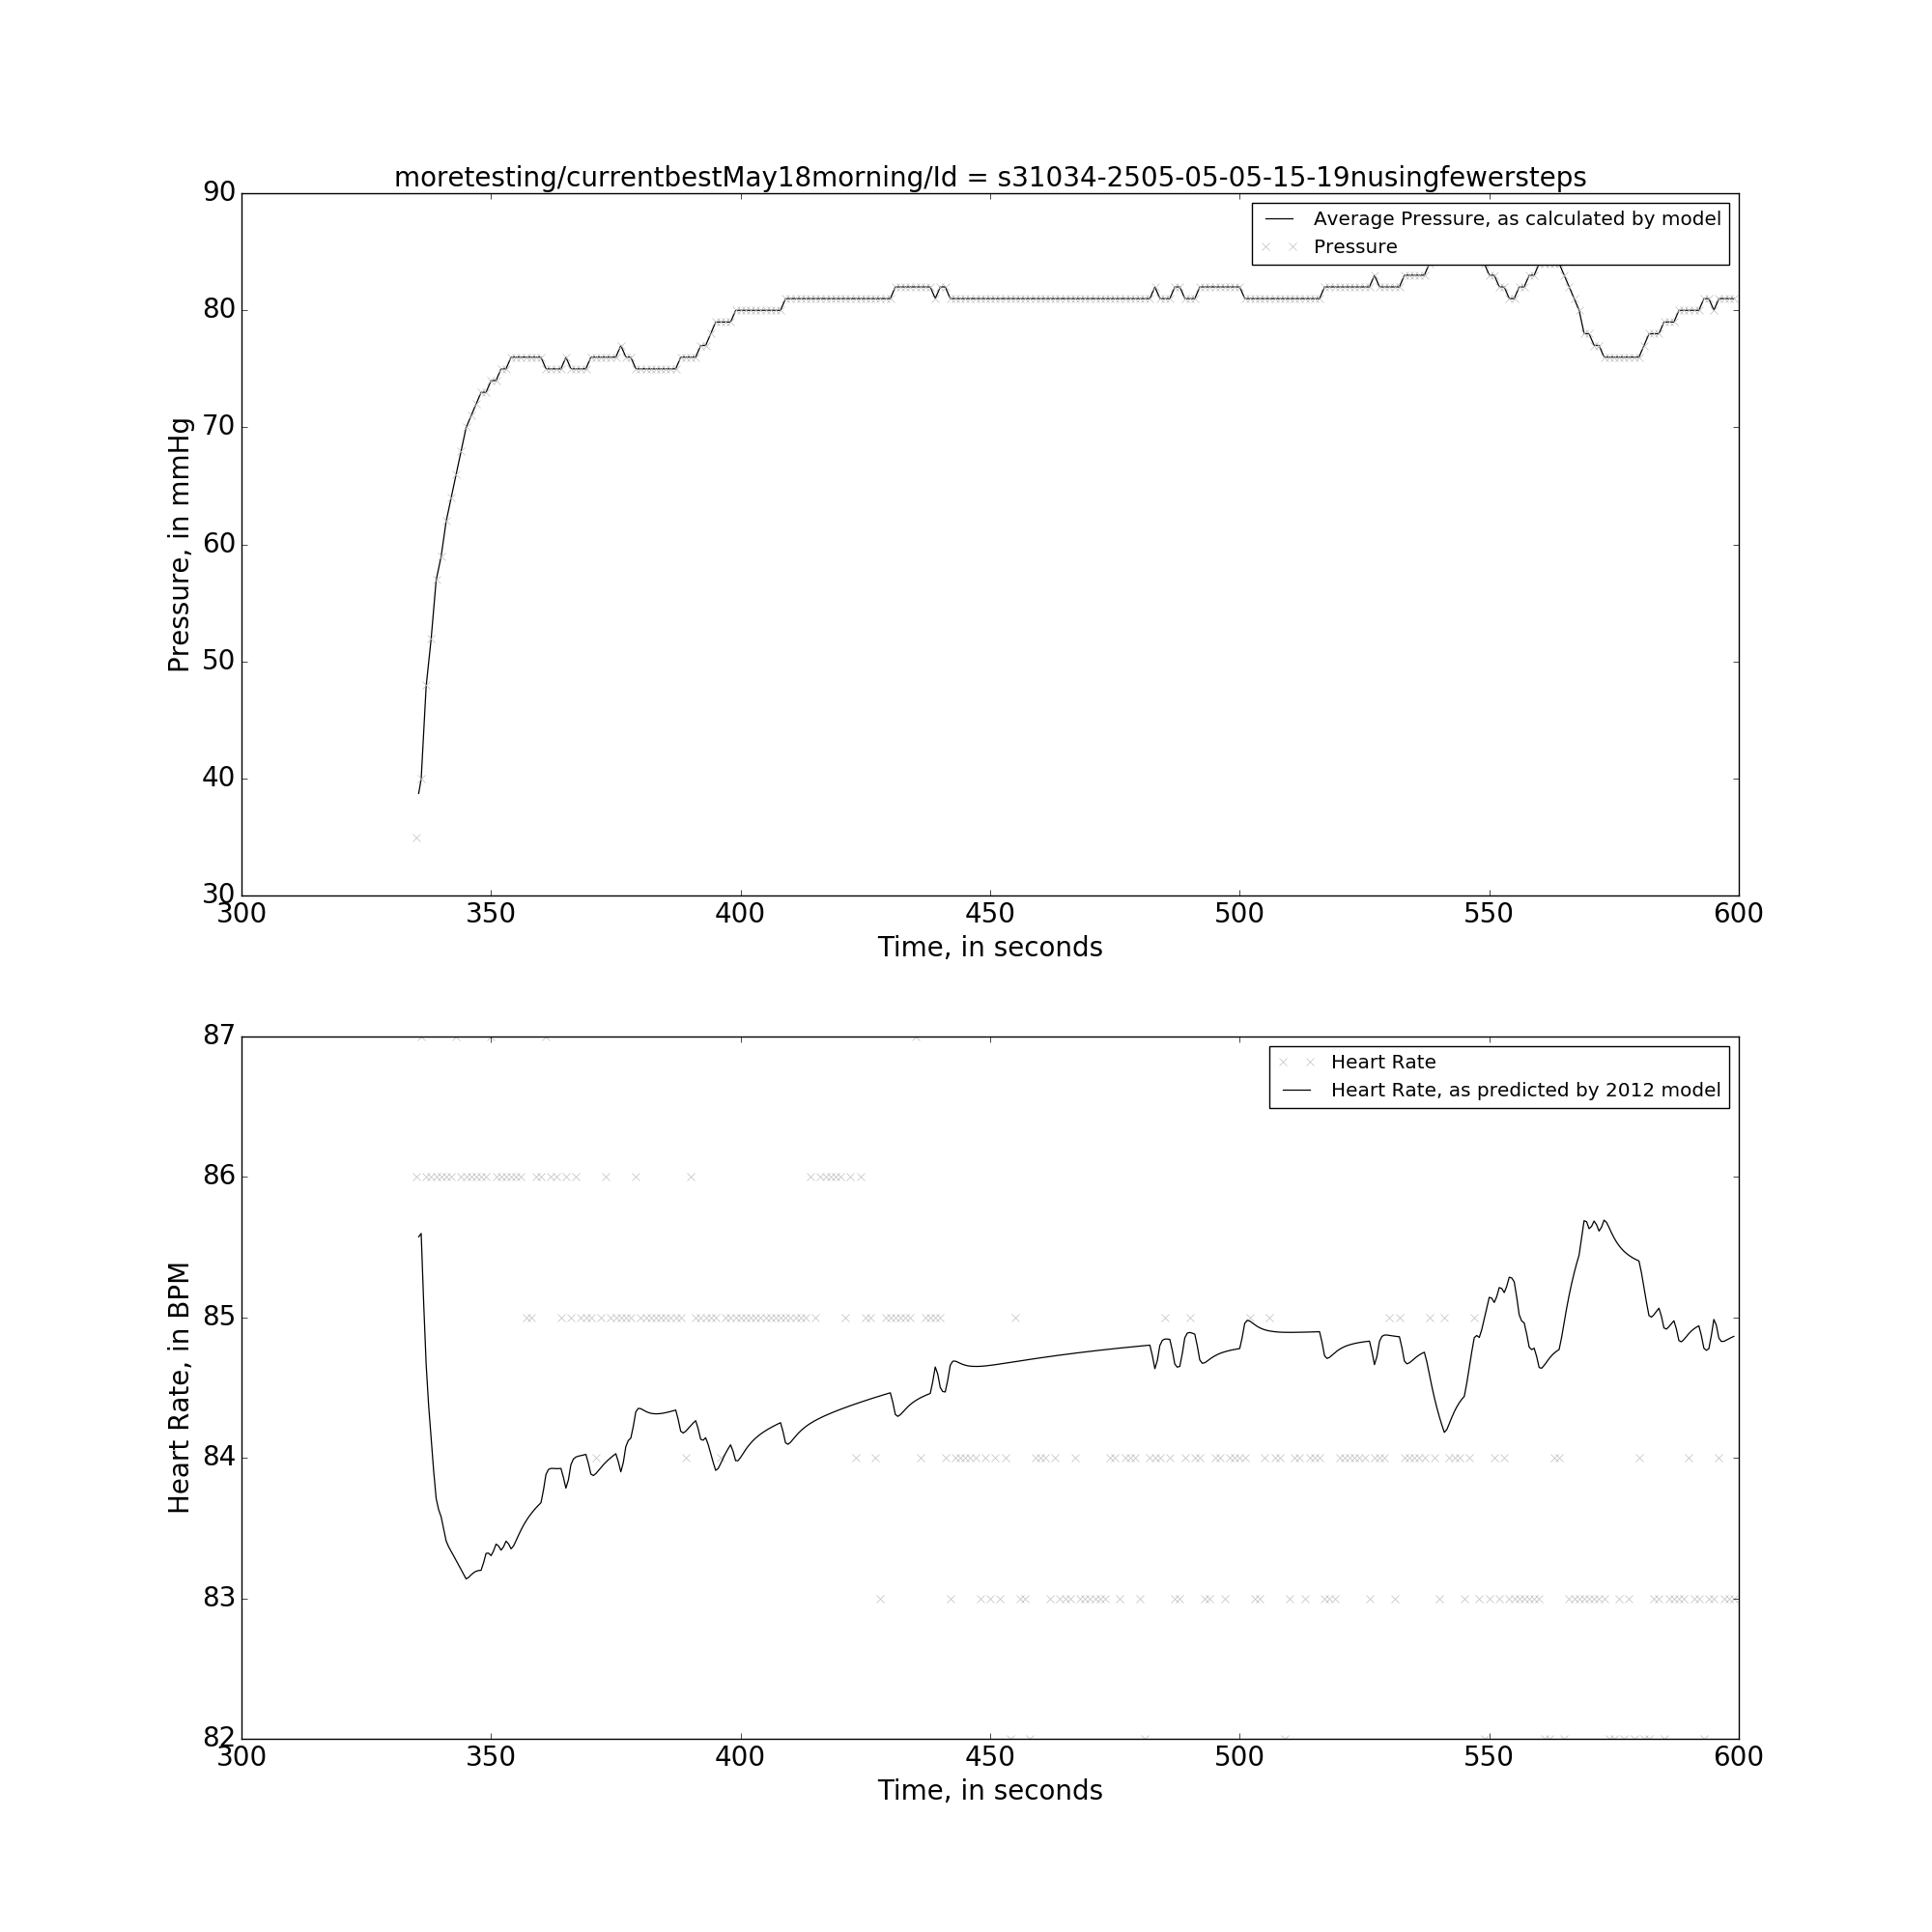 moretesting/currentbestMay18morning/Id = s31034-2505-05-05-15-19nusingfewersteps
90
80
70
60
50
40
30
Pressure, in mmHg
Average Pressure, as calculated by model
Pressure
300 350 400 450 500 550 600
Time, in seconds
87
86
85
84
83
82
Heart Rate, in BPM
Heart Rate
Heart Rate, as predicted by 2012 model
300 350 400 450 500 550 600
Time, in seconds